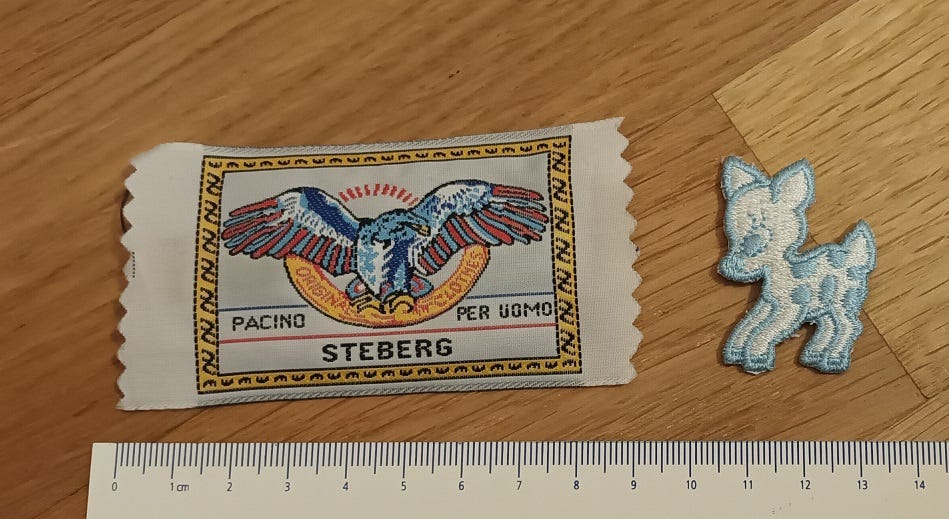 ORIGINAL CLOTHES
PACINO PER UOMO
STEBERG
0 1 cm 2 3 4 5 6 7 8 9 10 11 12 13 14